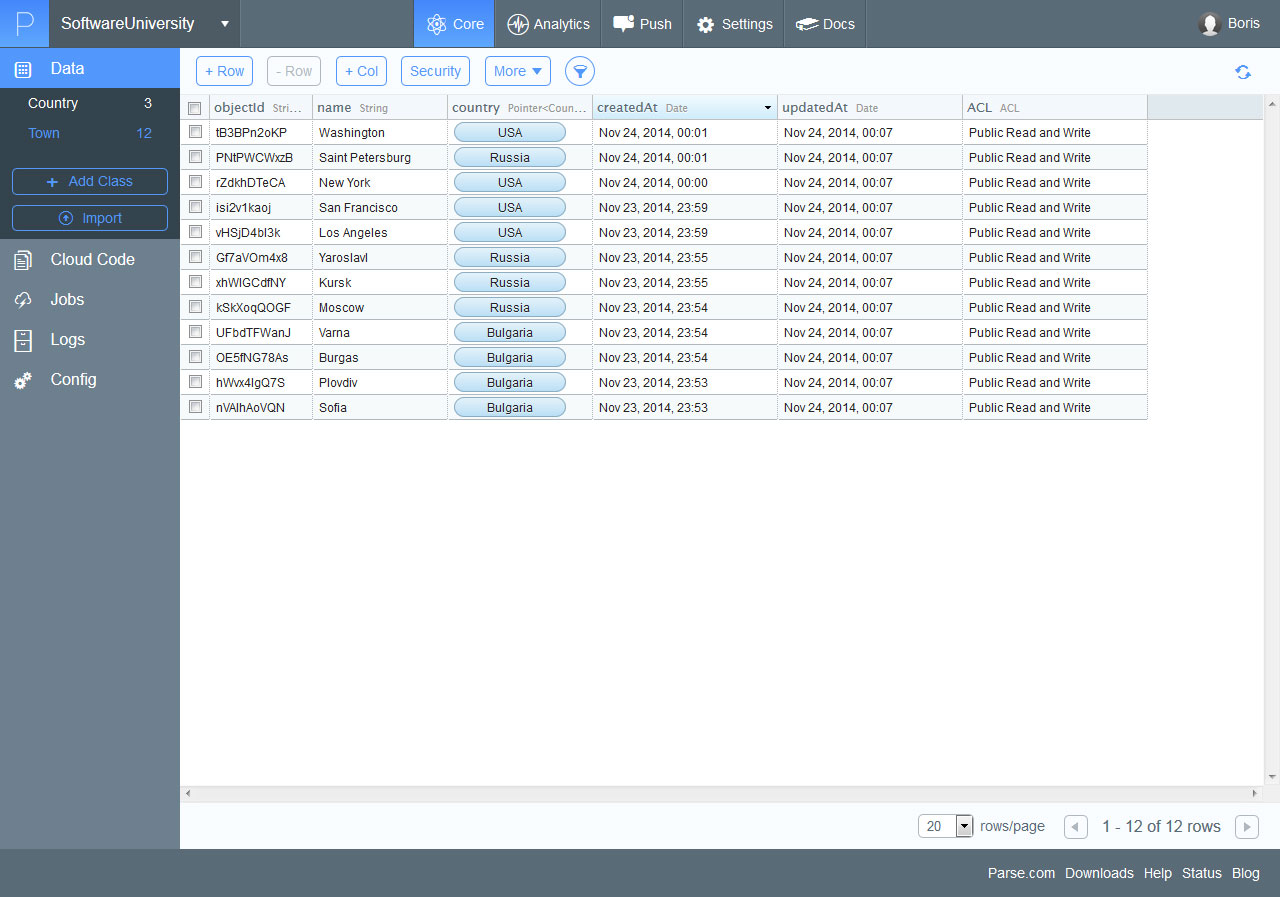 P SoftwareUniversity Core Analytics Push Settings Docs Boris
Data
Country 3
Town 12
+ Add Class
Import
Cloud Code
Jobs
Logs
Config
+ Row - Row + Col Security More
objectId Stri... name String country Pointer<Coun... createdAt Date updatedAt Date ACL ACL
tB3BPn2oKP Washington USA Nov 24, 2014, 00:01 Nov 24, 2014, 00:07 Public Read and Write
PNtPWCWxzB Saint Petersburg Russia Nov 24, 2014, 00:01 Nov 24, 2014, 00:07 Public Read and Write
rZdkhDTeCA New York USA Nov 24, 2014, 00:00 Nov 24, 2014, 00:07 Public Read and Write
isi2v1kaoj San Francisco USA Nov 23, 2014, 23:59 Nov 24, 2014, 00:07 Public Read and Write
vHSjD4bI3k Los Angeles USA Nov 23, 2014, 23:59 Nov 24, 2014, 00:07 Public Read and Write
Gf7aVOm4x8 Yaroslavl Russia Nov 23, 2014, 23:55 Nov 24, 2014, 00:07 Public Read and Write
xhWIGCdfNY Kursk Russia Nov 23, 2014, 23:55 Nov 24, 2014, 00:07 Public Read and Write
kSkXoqQOGF Moscow Russia Nov 23, 2014, 23:54 Nov 24, 2014, 00:07 Public Read and Write
UFbdTFWanJ Varna Bulgaria Nov 23, 2014, 23:54 Nov 24, 2014, 00:07 Public Read and Write
OE5fNG78As Burgas Bulgaria Nov 23, 2014, 23:54 Nov 24, 2014, 00:07 Public Read and Write
hWvx4IgQ7S Plovdiv Bulgaria Nov 23, 2014, 23:53 Nov 24, 2014, 00:07 Public Read and Write
nVAlhAoVQN Sofia Bulgaria Nov 23, 2014, 23:53 Nov 24, 2014, 00:07 Public Read and Write
20 rows/page 1 - 12 of 12 rows
Parse.com Downloads Help Status Blog